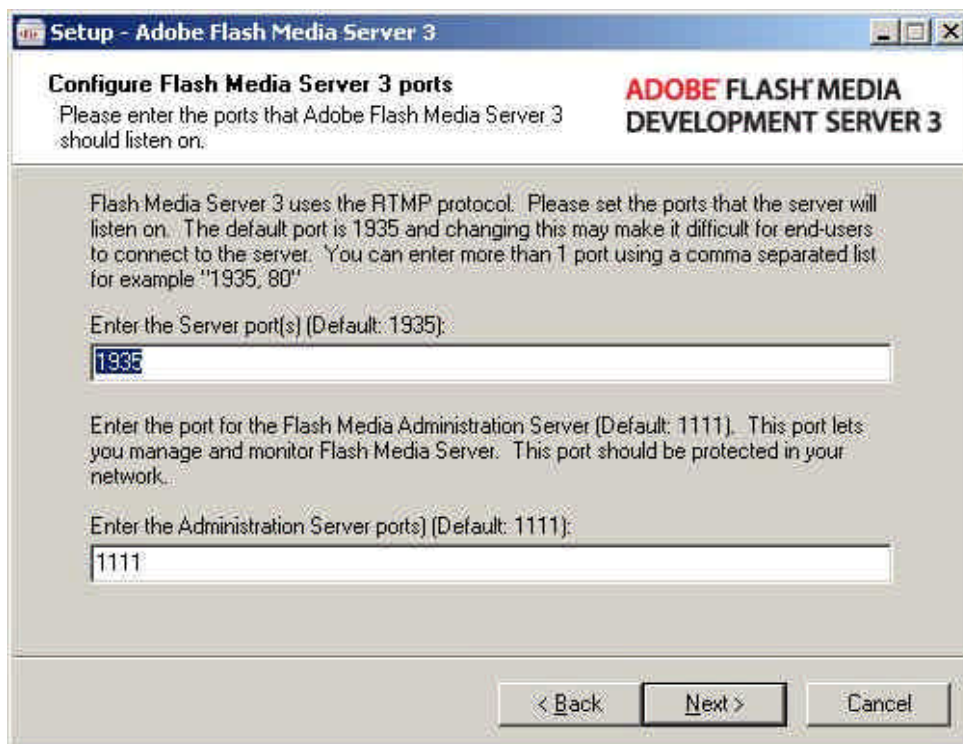 Setup - Adobe Flash Media Server 3
Configure Flash Media Server 3 ports
Please enter the ports that Adobe Flash Media Server 3
should listen on.
ADOBE FLASH MEDIA
DEVELOPMENT SERVER 3
Flash Media Server 3 uses the RTMP protocol.  Please set the ports that the server will
listen on.  The default port is 1935 and changing this may make it difficult for end-users
to connect to the server.  You can enter more than 1 port using a comma separated list
for example "1935, 80"
Enter the Server port(s) (Default: 1935):
1935
Enter the port for the Flash Media Administration Server (Default: 1111).  This port lets
you manage and monitor Flash Media Server.  This port should be protected in your
network.
Enter the Administration Server ports) (Default: 1111):
1111
< Back
Next >
Cancel